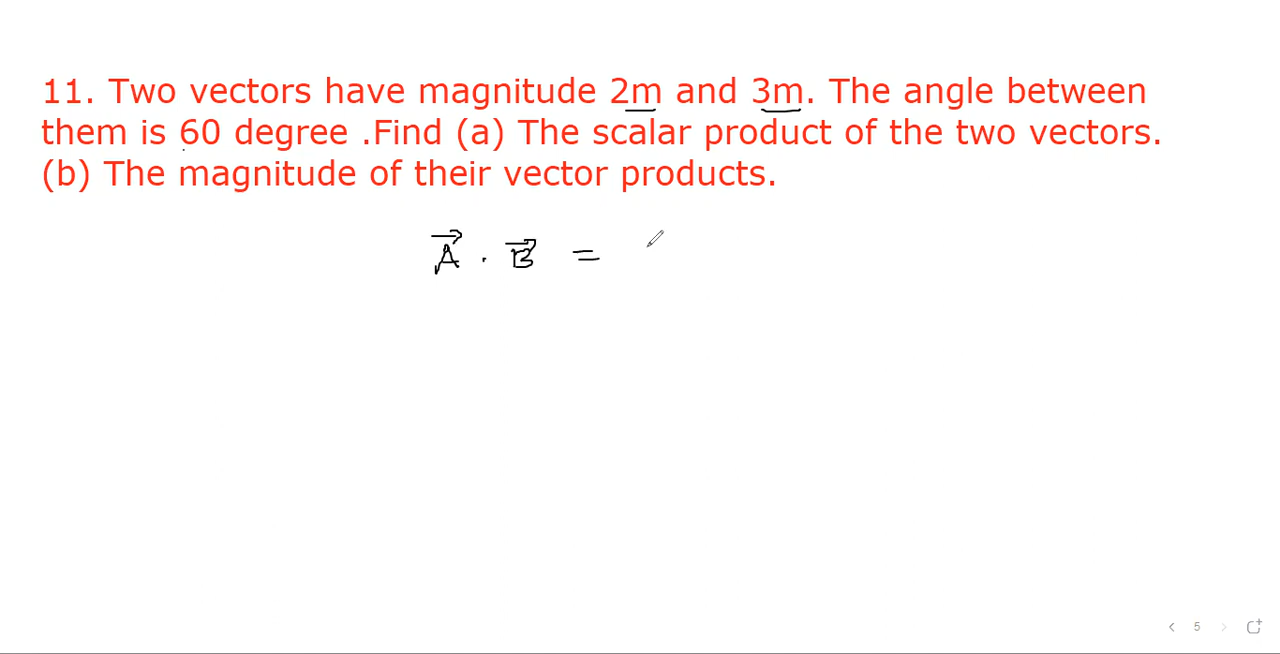 11. Two vectors have magnitude 2m and 3m. The angle between
them is 60 degree .Find (a) The scalar product of the two vectors.
(b) The magnitude of their vector products.
A⃗ . B⃗ =
5